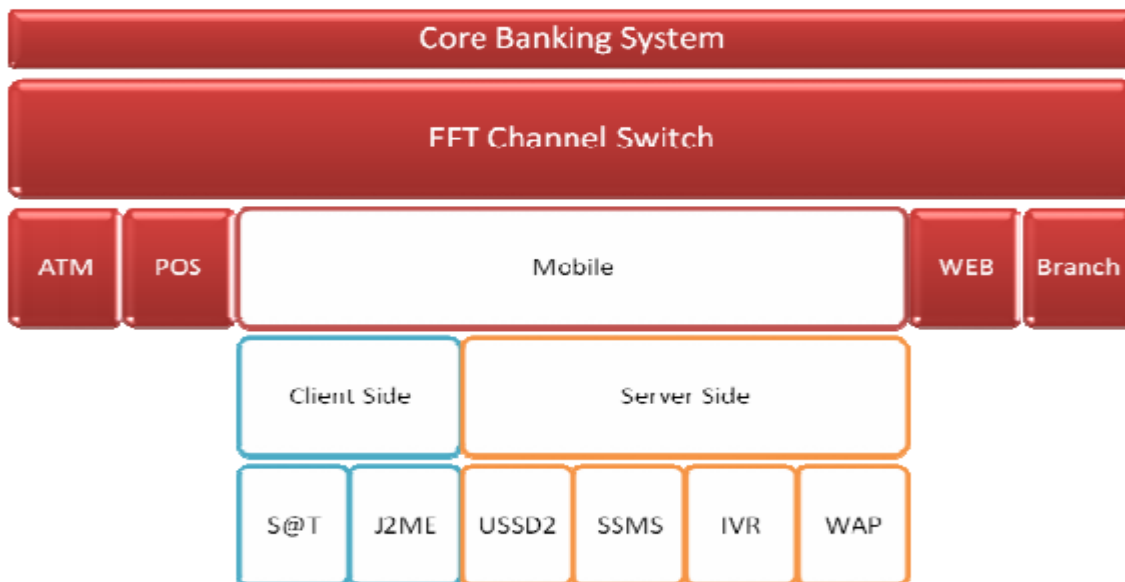 Core Banking System
EFT Channel Switch
ATM
POS
Mobile
WEB
Branch
Client Side
Server Side
S@T
J2ME
USSD2
SSMS
IVR
WAP